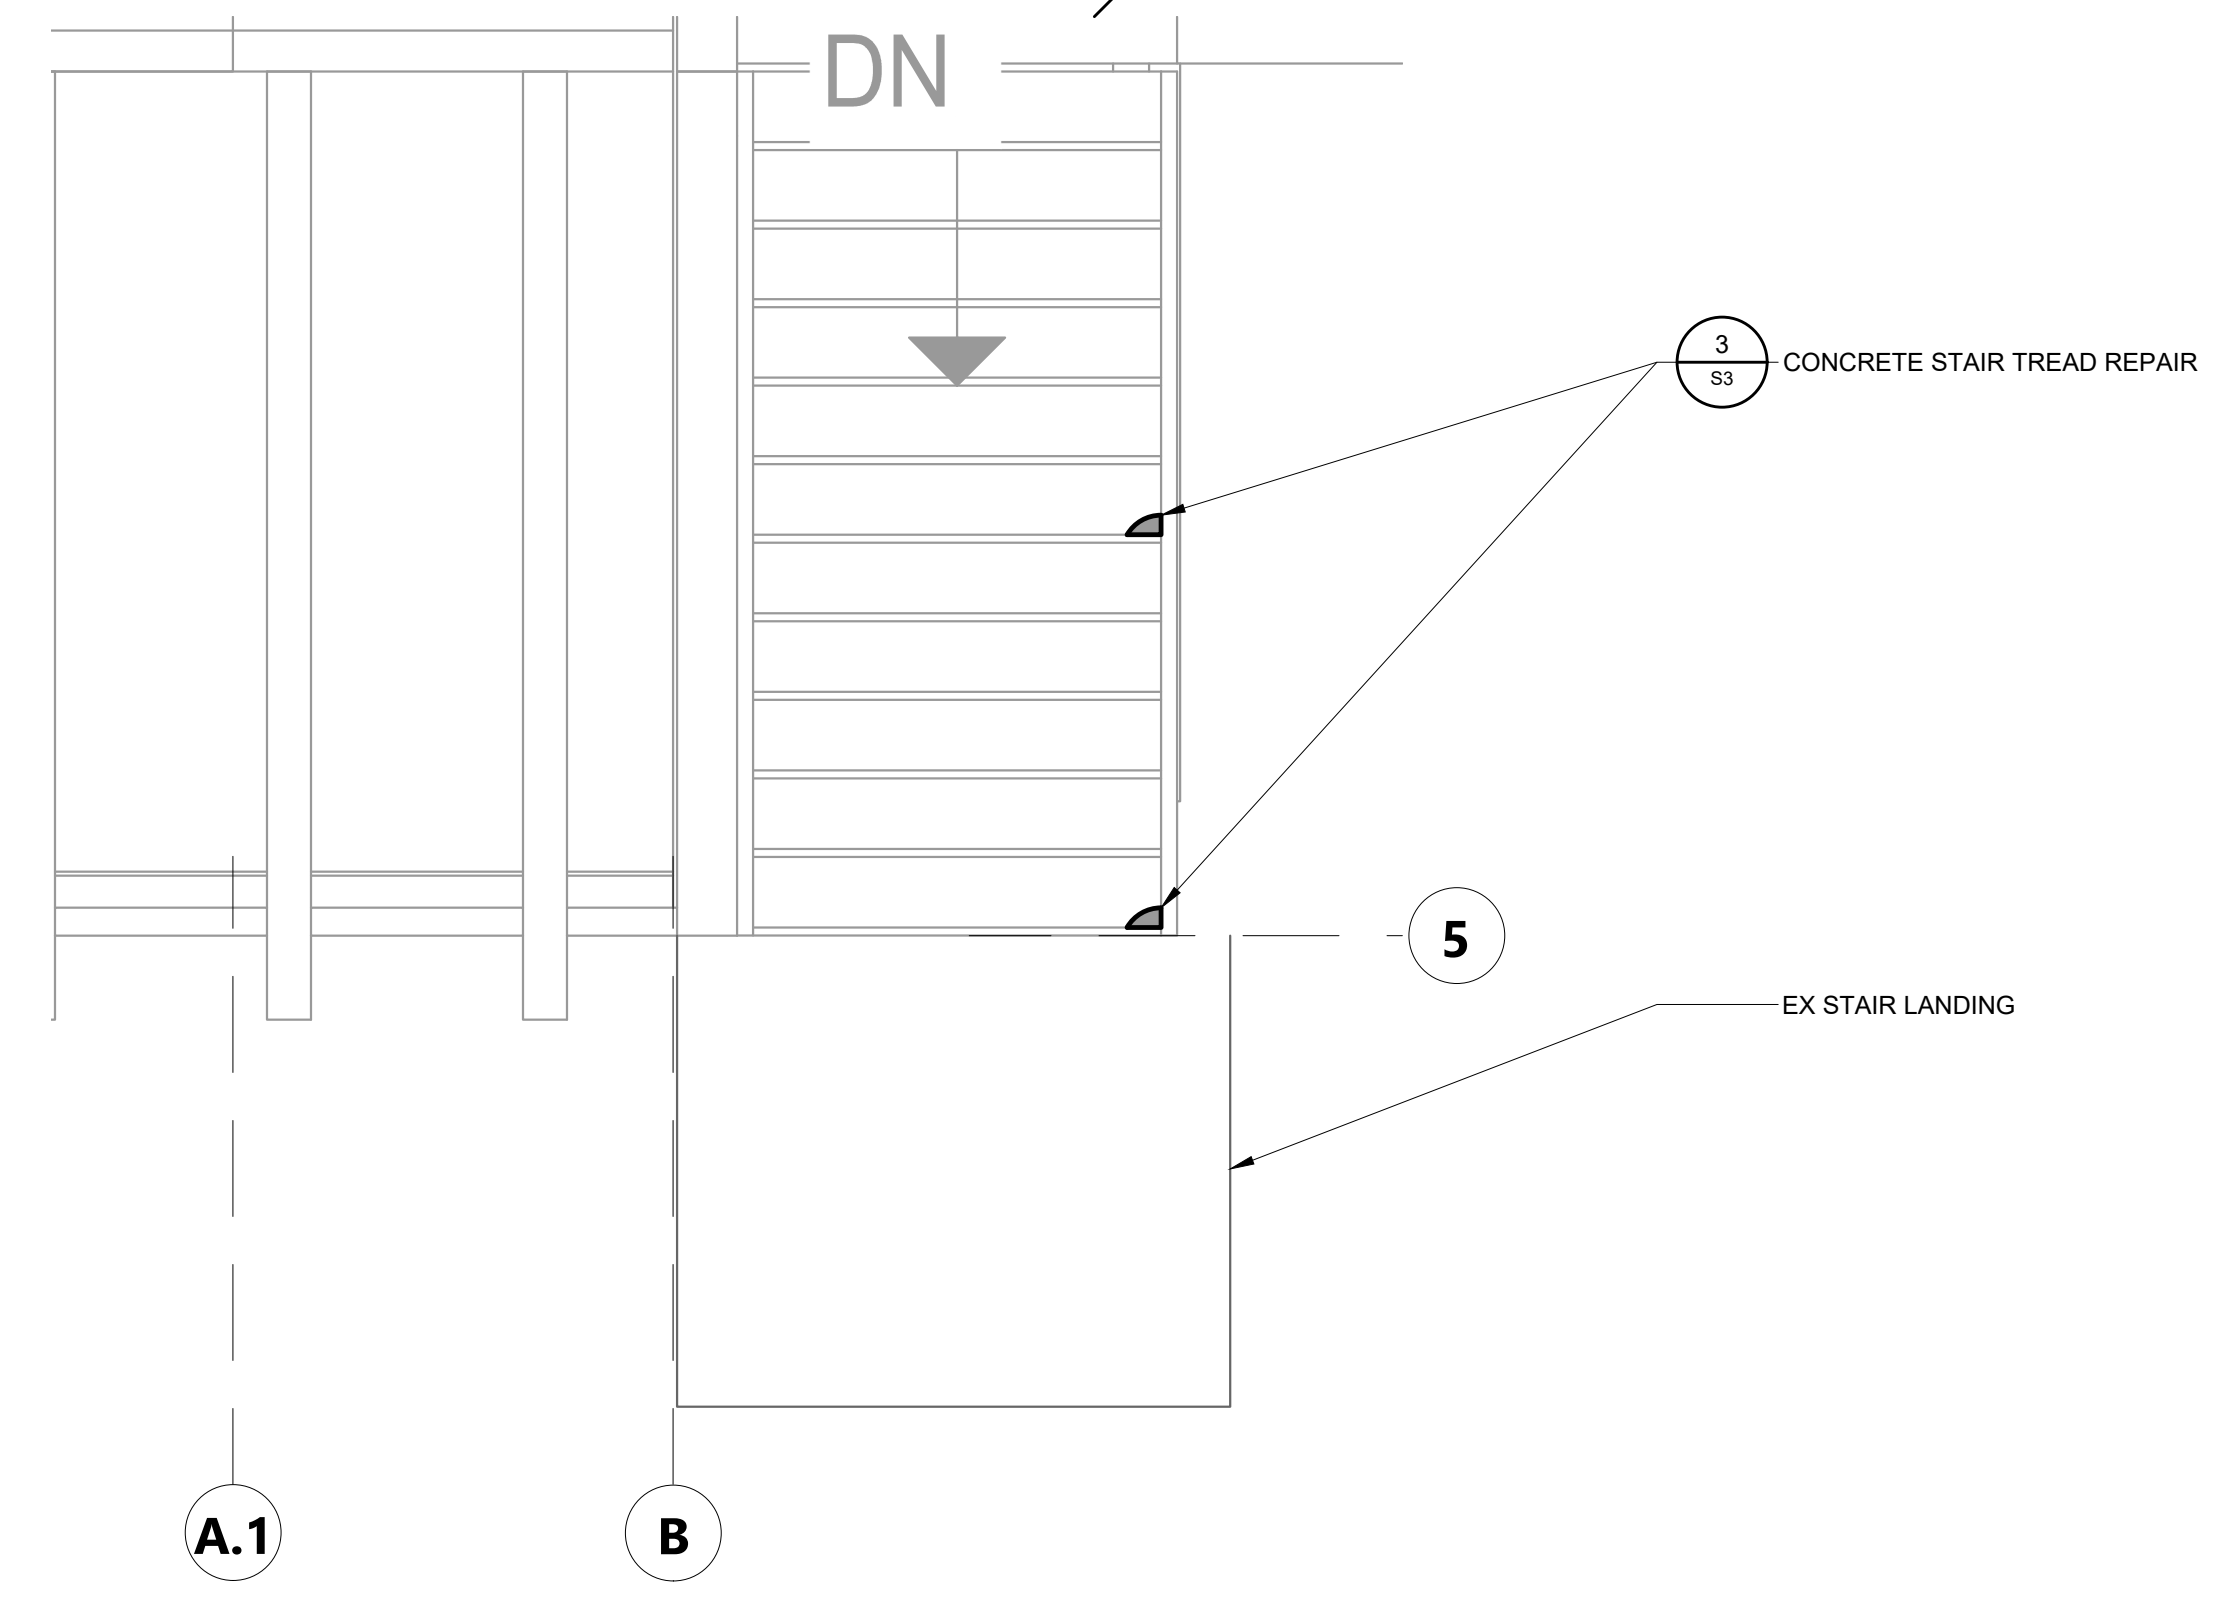 DN
3
S3
CONCRETE STAIR TREAD REPAIR
5
EX STAIR LANDING
A.1
B